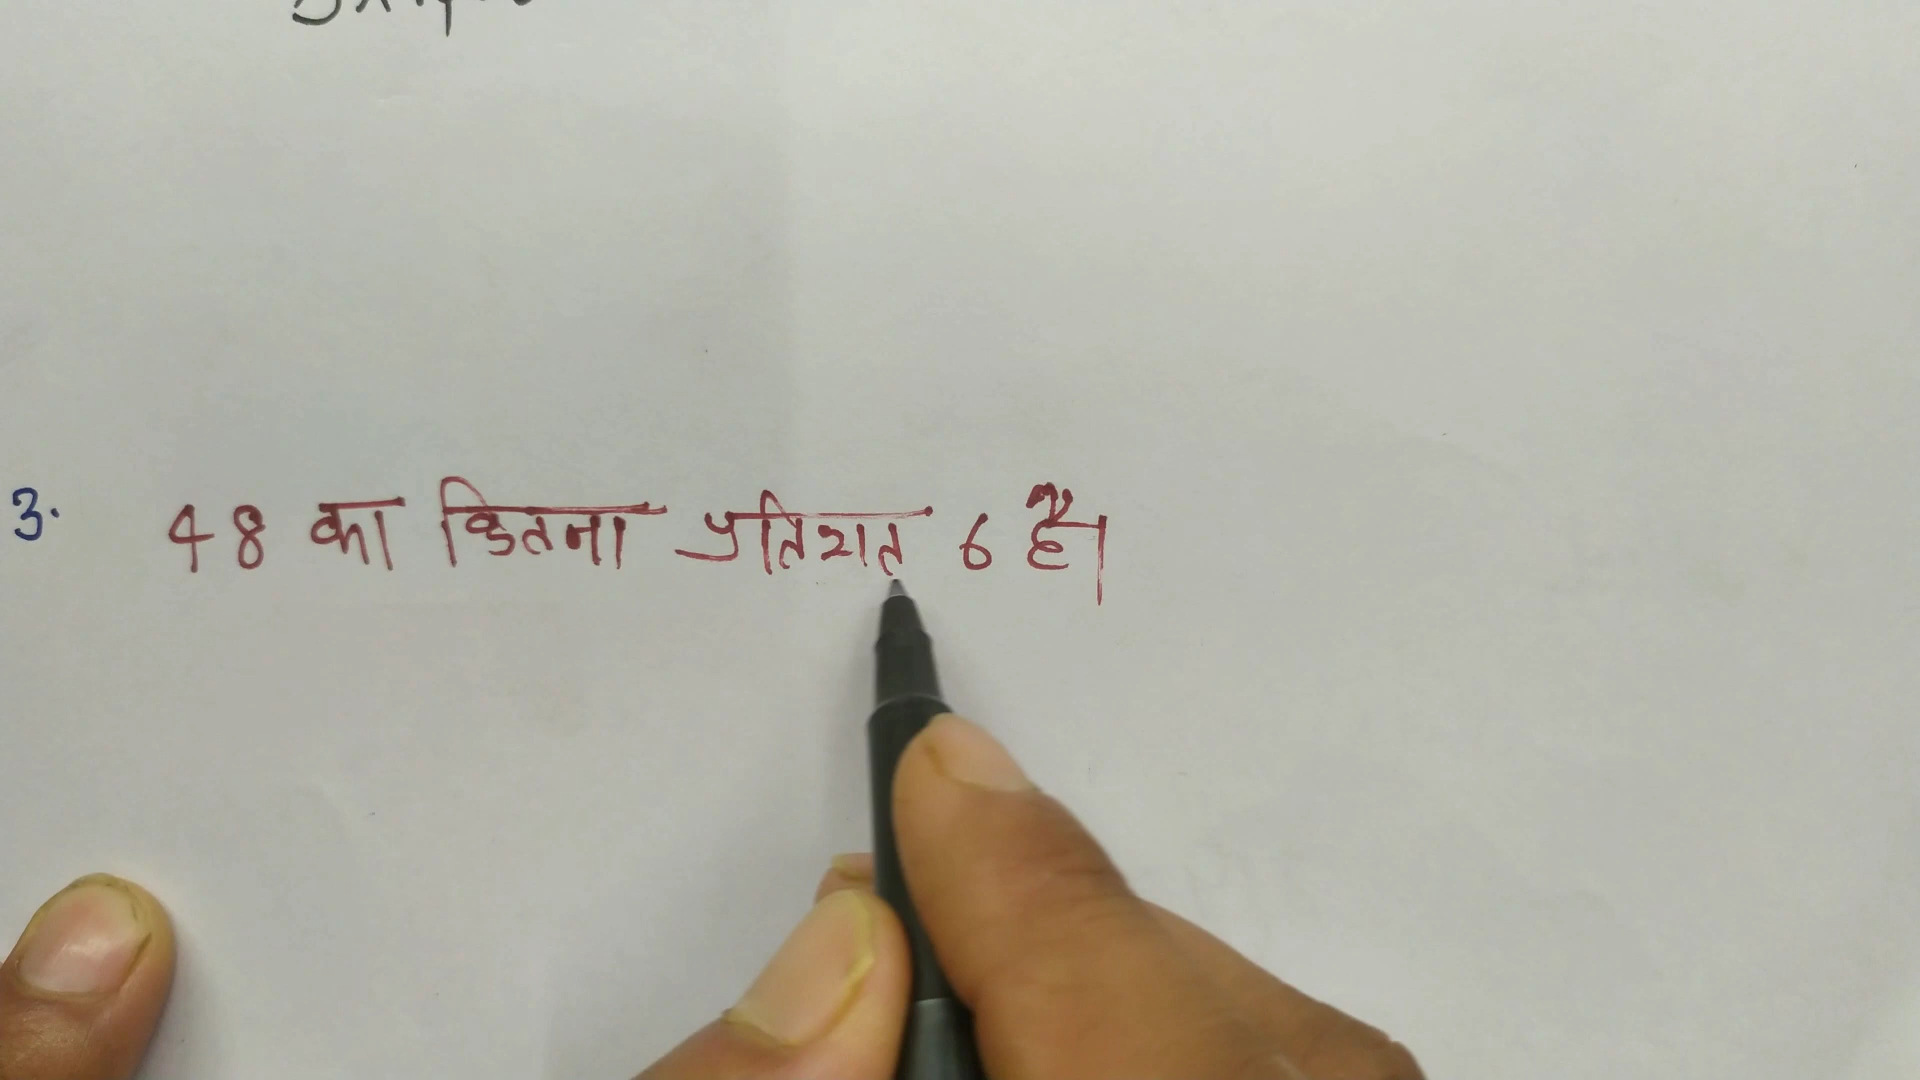 3. 48 का कितना प्रतिशत 6 है।